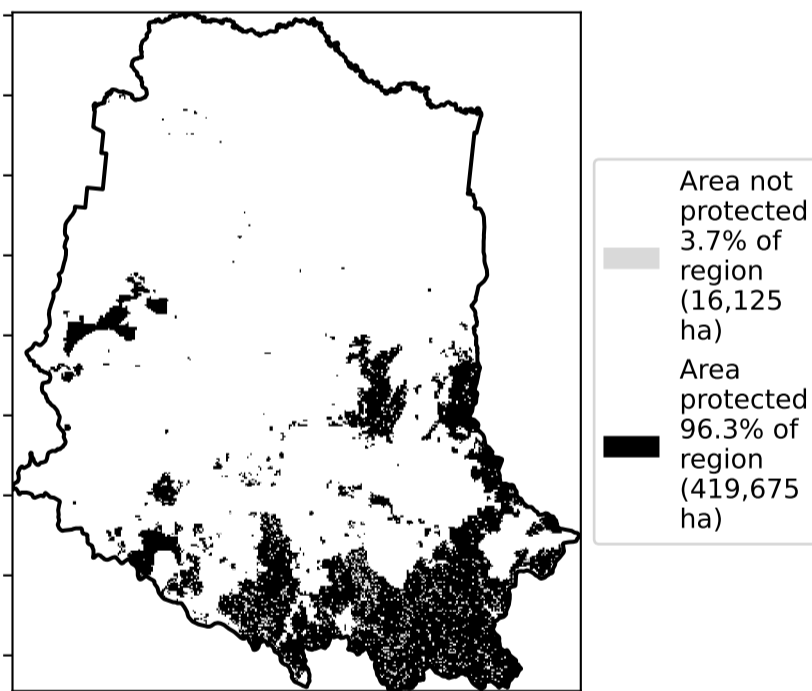 Area not
protected
3.7% of
region
(16,125
ha)
Area
protected
96.3% of
region
(419,675
ha)